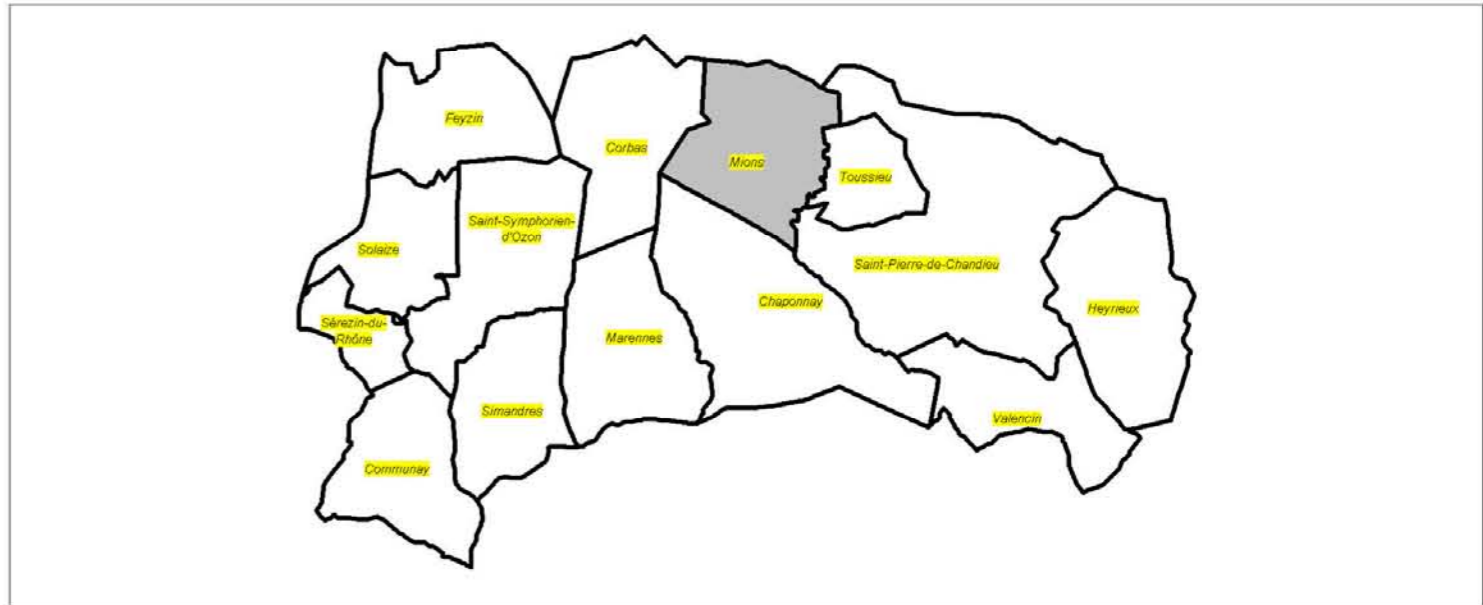 Feyzin
Corbas
Mions
Toussieu
Saint-Symphorien-
d'Ozon
Solaize
Saint-Pierre-de-Chandieu
Chaponnay
Heyrieux
Sérezin-du-
Rhône
Marennes
Simandres
Valencin
Communay